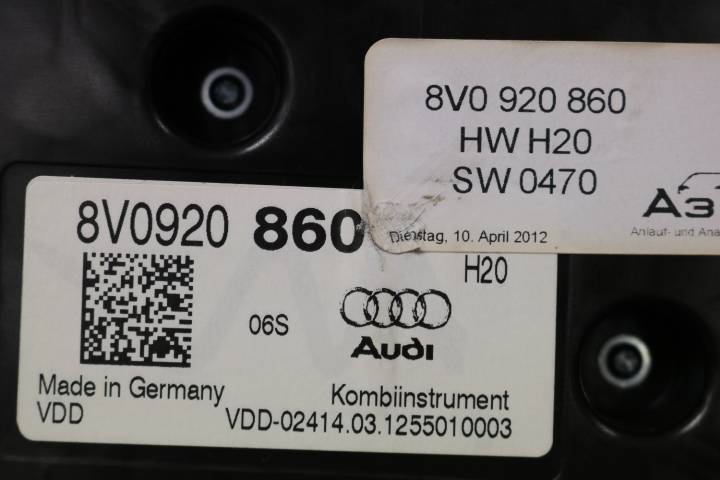 8V0 920 860
HW H20
SW 0470
A3
Dienstag, 10. April 2012
Anlauf- und Ana
8V0920 860
H20
06S
Audi
Made in Germany
Kombiinstrument
VDD
VDD-02414.03.1255010003